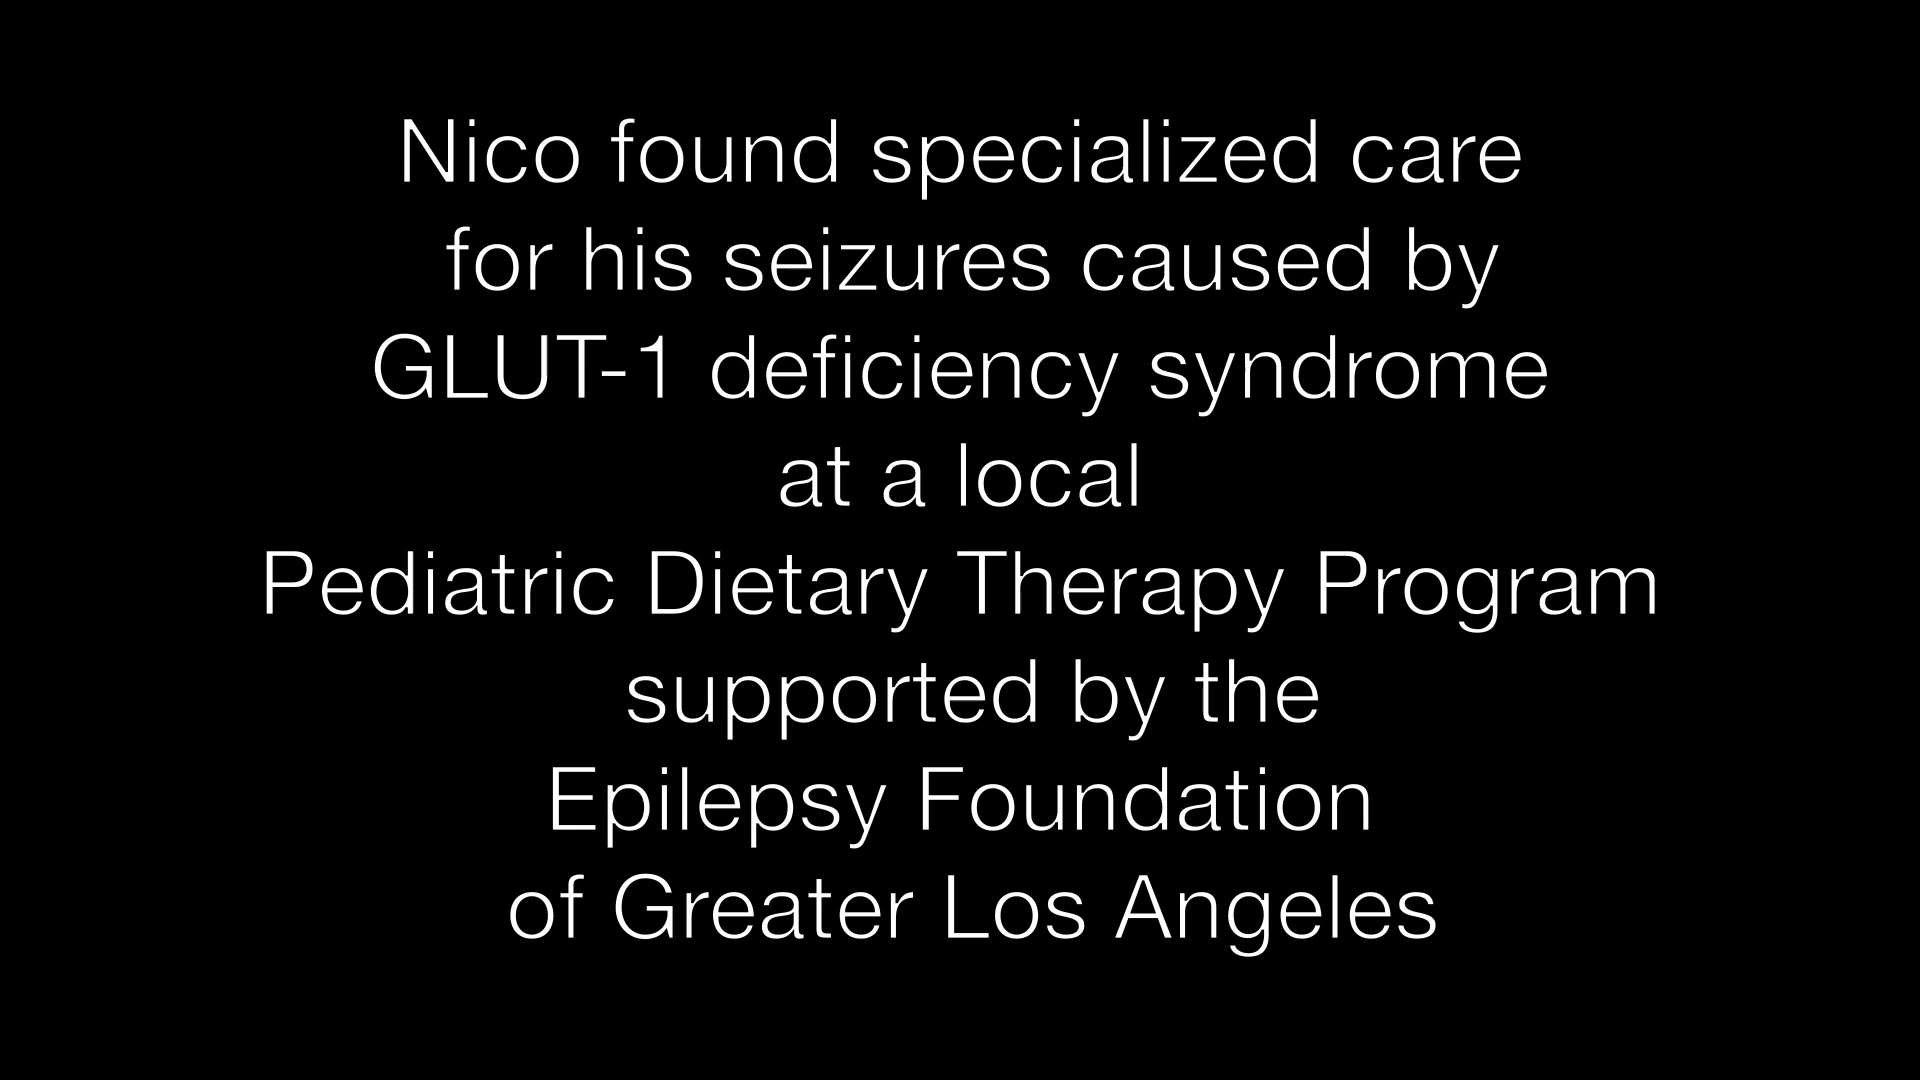 Nico found specialized care
for his seizures caused by
GLUT-1 deficiency syndrome
at a local
Pediatric Dietary Therapy Program
supported by the
Epilepsy Foundation
of Greater Los Angeles